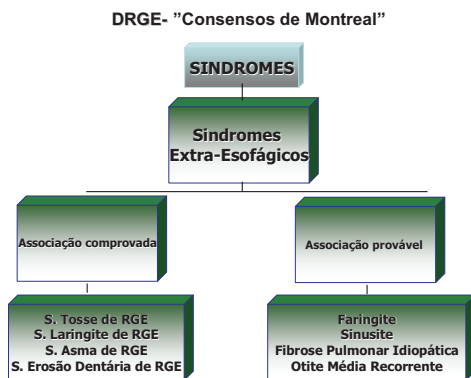 DRGE- ”Consensos de Montreal”
SINDROMES
Sindromes
Extra-Esofágicos
Associação comprovada
Associação provável
S. Tosse de RGE
S. Laringite de RGE
S. Asma de RGE
S. Erosão Dentária de RGE
Faringite
Sinusite
Fibrose Pulmonar Idiopática
Otite Média Recorrente